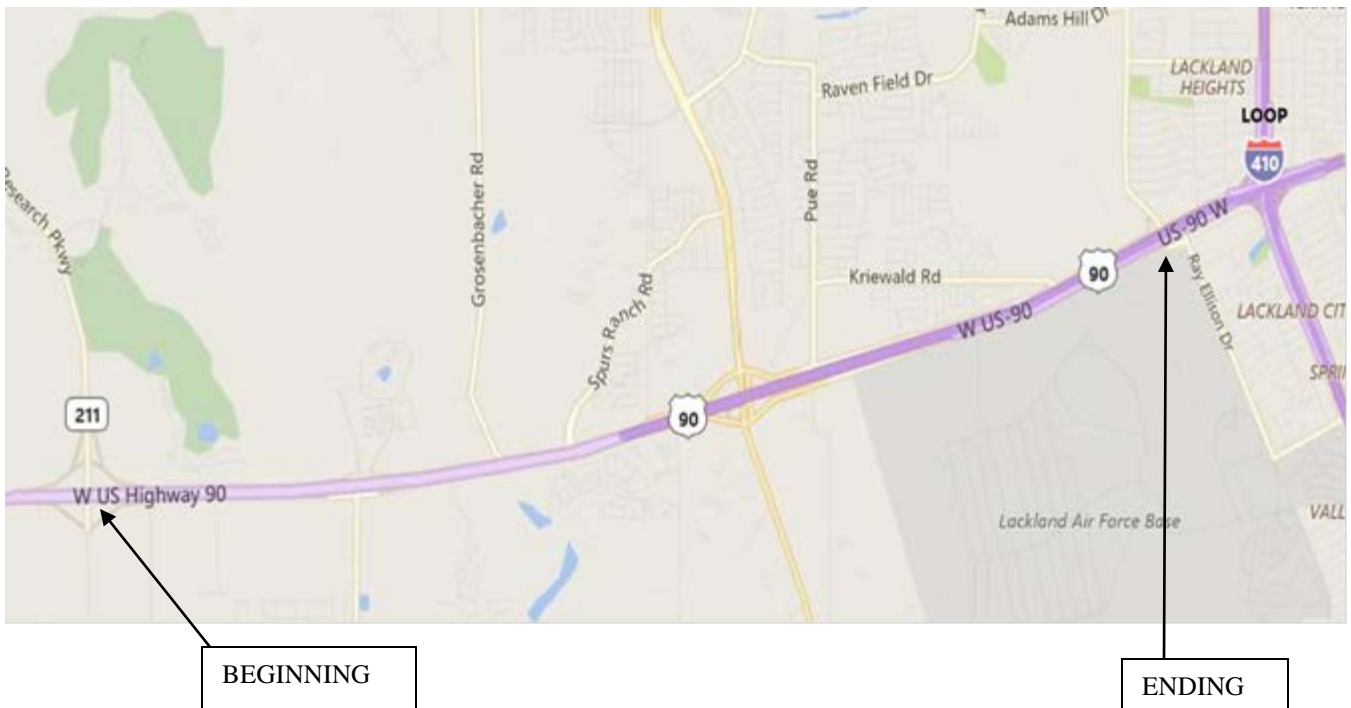 Adams Hill Dr
LACKLAND
HEIGHTS
Raven Field Dr
LOOP
410
Research Pkwy
Grosenbacher Rd
Pue Rd
US-90 W
Spurs Ranch Rd
Kriewald Rd
90
Ray Ellison Dr
W US-90
LACKLAND CIT
SPRI
211
90
W US Highway 90
Lackland Air Force Base
VALL
BEGINNING
ENDING